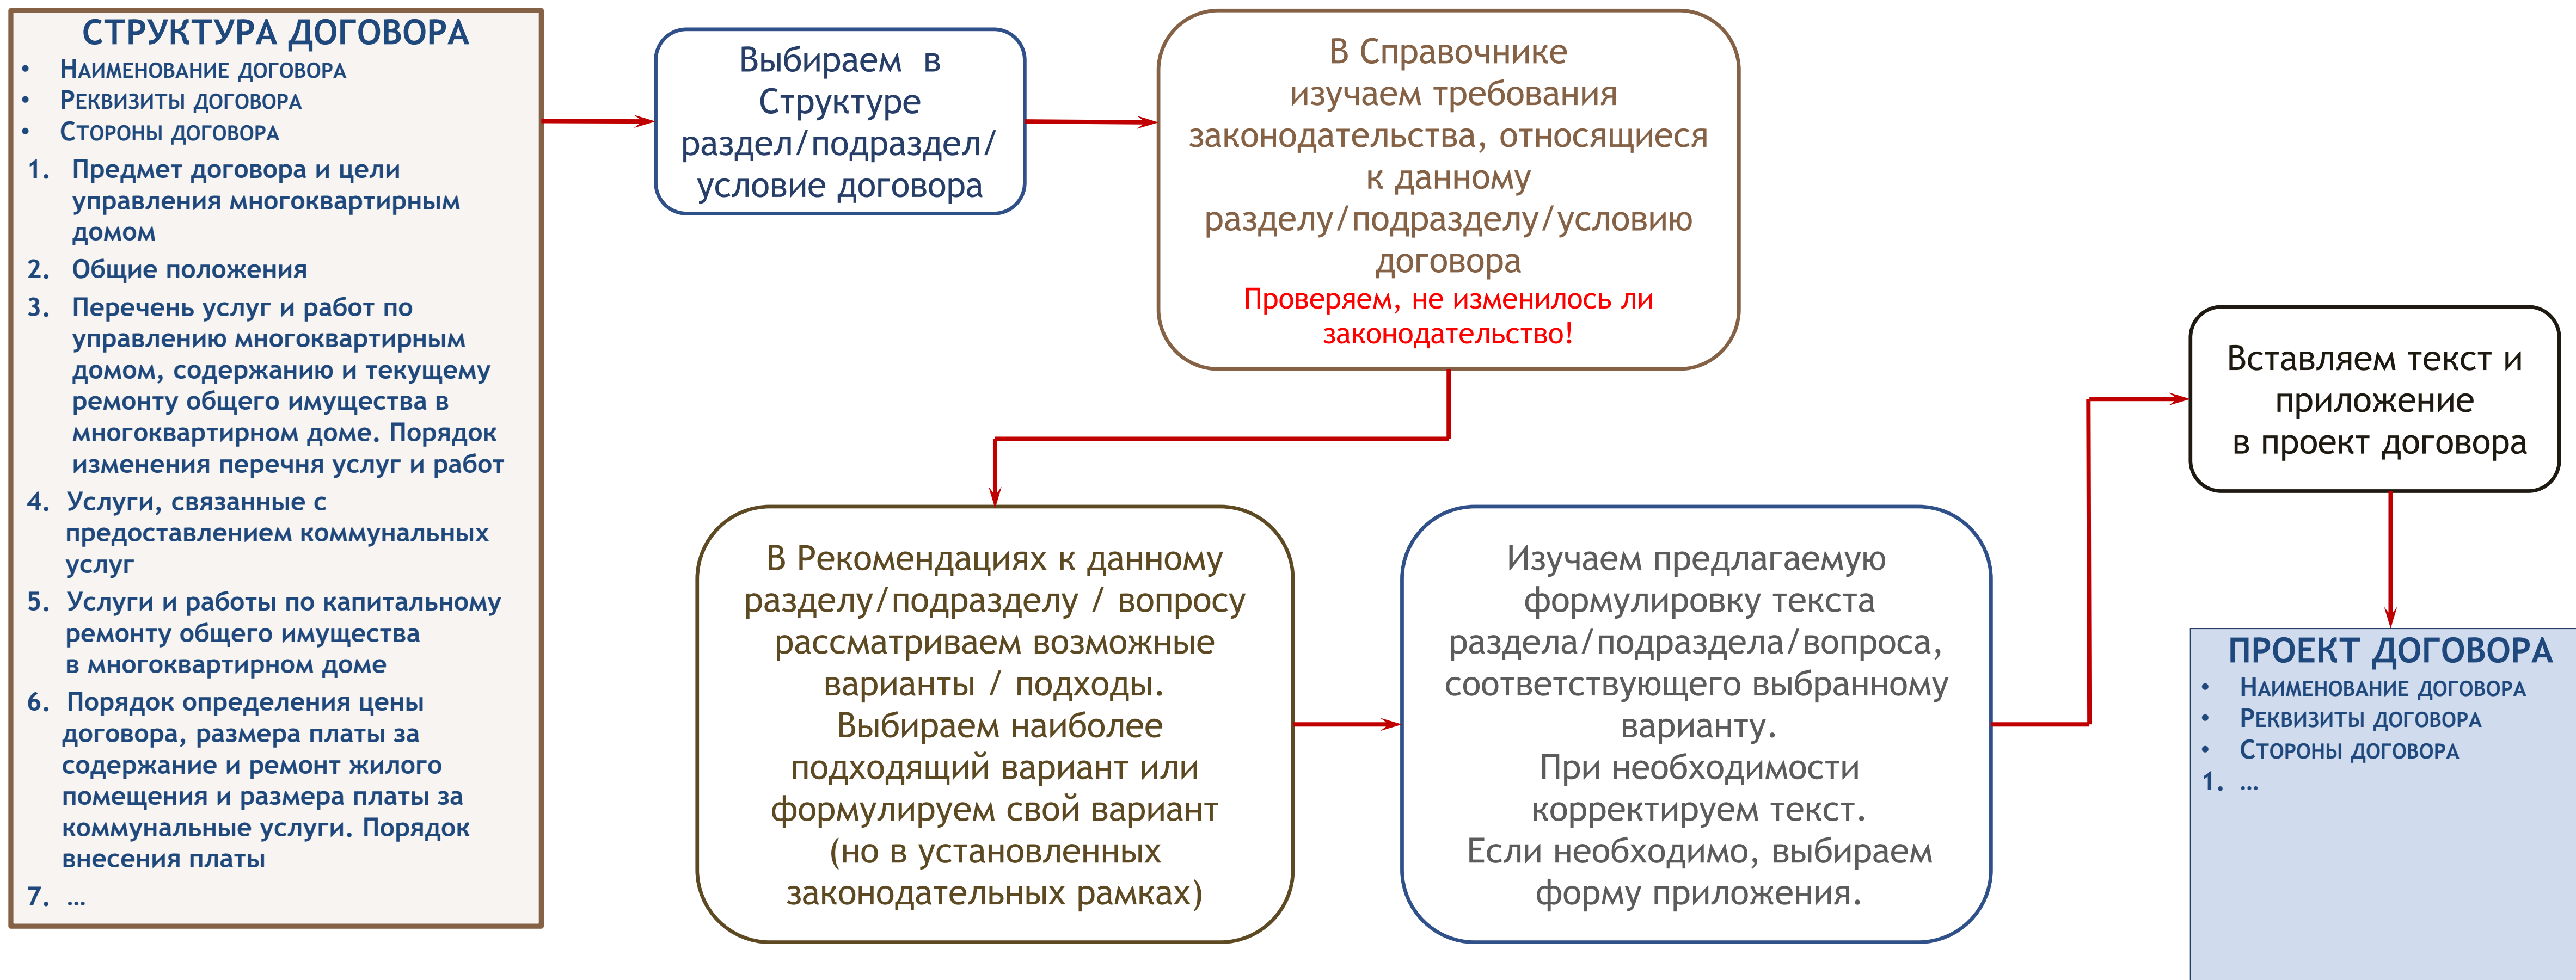 СТРУКТУРА ДОГОВОРА
• НАИМЕНОВАНИЕ ДОГОВОРА
• РЕКВИЗИТЫ ДОГОВОРА
• СТОРОНЫ ДОГОВОРА
1. Предмет договора и цели
управления многоквартирным
домом
2. Общие положения
3. Перечень услуг и работ по
управлению многоквартирным
домом, содержанию и текущему
ремонту общего имущества в
многоквартирном доме. Порядок
изменения перечня услуг и работ
4. Услуги, связанные с
предоставлением коммунальных
услуг
5. Услуги и работы по капитальному
ремонту общего имущества
в многоквартирном доме
6. Порядок определения цены
договора, размера платы за
содержание и ремонт жилого
помещения и размера платы за
коммунальные услуги. Порядок
внесения платы
7. …
Выбираем в
Структуре
раздел/подраздел/
условие договора
В Справочнике
изучаем требования
законодательства, относящиеся
к данному
разделу/подразделу/условию
договора
Проверяем, не изменилось ли
законодательство!
В Рекомендациях к данному
разделу/подразделу / вопросу
рассматриваем возможные
варианты / подходы.
Выбираем наиболее
подходящий вариант или
формулируем свой вариант
(но в установленных
законодательных рамках)
Изучаем предлагаемую
формулировку текста
раздела/подраздела/вопроса,
соответствующего выбранному
варианту.
При необходимости
корректируем текст.
Если необходимо, выбираем
форму приложения.
Вставляем текст и
приложение
в проект договора
ПРОЕКТ ДОГОВОРА
• НАИМЕНОВАНИЕ ДОГОВОРА
• РЕКВИЗИТЫ ДОГОВОРА
• СТОРОНЫ ДОГОВОРА
1. …